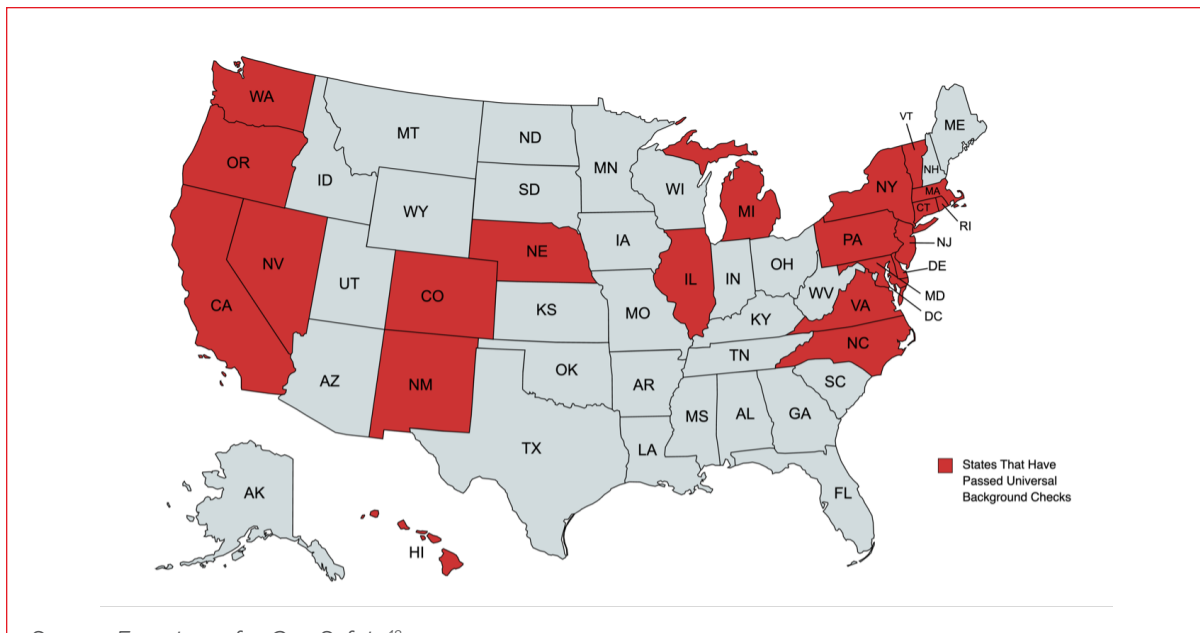 WA
MT
ND
MN
ME
VT
OR
ID
SD
WI
NH
WY
NY
MA
CT
MI
RI
NE
IA
PA
NJ
NV
UT
CO
IL
IN
OH
DE
CA
KS
MO
WV
VA
MD
DC
KY
NC
AZ
NM
OK
AR
TN
SC
MS
AL
GA
TX
LA
FL
AK
HI
States That Have
Passed Universal
Background Checks